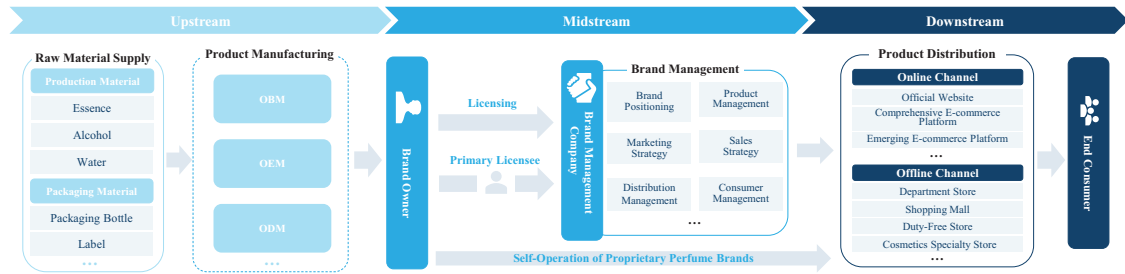 Upstream
Midstream
Downstream
Raw Material Supply
Production Material
Essence
Alcohol
Water
Packaging Material
Packaging Bottle
Label
...
Product Manufacturing
OBM
OEM
ODM
...
Brand Owner
Licensing
Primary Licensee
Brand Management
Company
Brand Management
Brand
Positioning
Product
Management
Marketing
Strategy
Sales
Strategy
Distribution
Management
Consumer
Management
...
Self-Operation of Proprietary Perfume Brands
Product Distribution
Online Channel
Official Website
Comprehensive E-commerce
Platform
Emerging E-commerce Platform
...
Offline Channel
Department Store
Shopping Mall
Duty-Free Store
Cosmetics Specialty Store
...
End Consumer